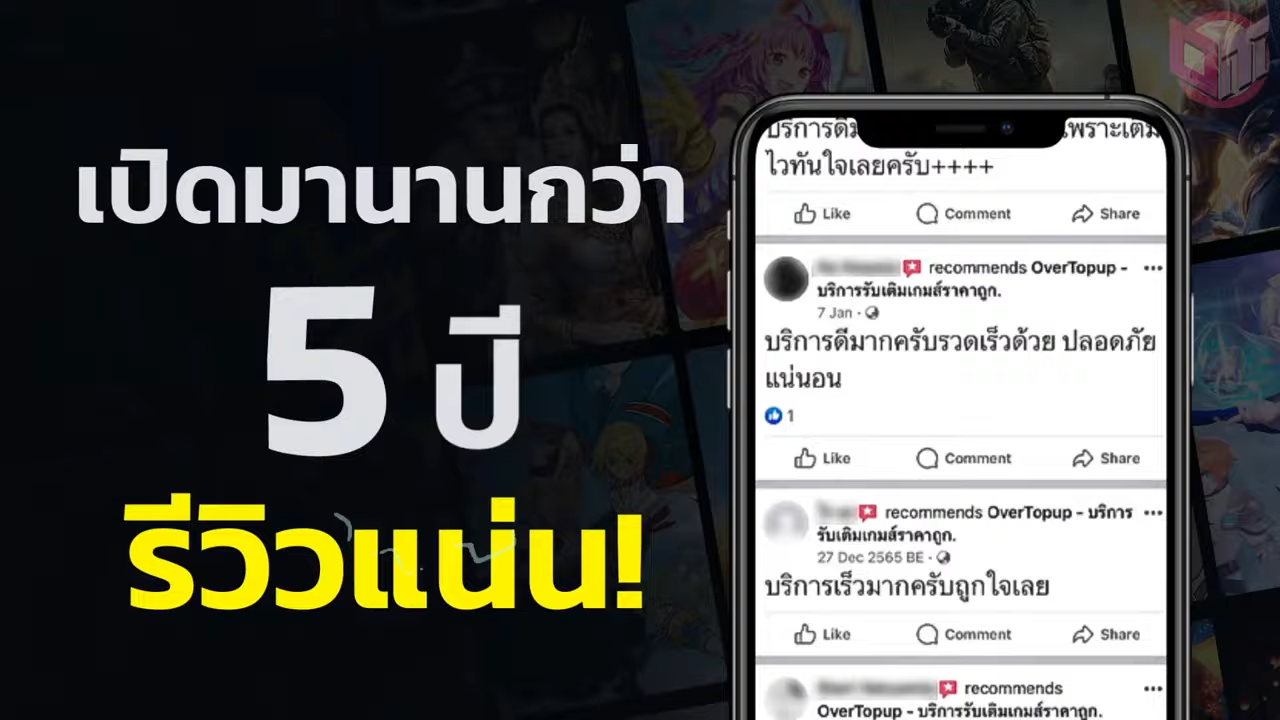 เปิดมานานกว่า
5 ปี
รีวิวแน่น!
ไวทันใจเลยครับ++++
Like Comment Share
recommends OverTopup -
บริการรับเติมเกมส์ราคาถูก.
7 Jan
บริการดีมากครับรวดเร็วด้วย ปลอดภัย
แน่นอน
1
Like Comment Share
recommends OverTopup - บริการ
รับเติมเกมส์ราคาถูก.
27 Dec 2565 BE
บริการเร็วมากครับถูกใจเลย
Like Comment Share
recommends
OverTopup - บริการรับเติมเกมส์ราคาถูก.